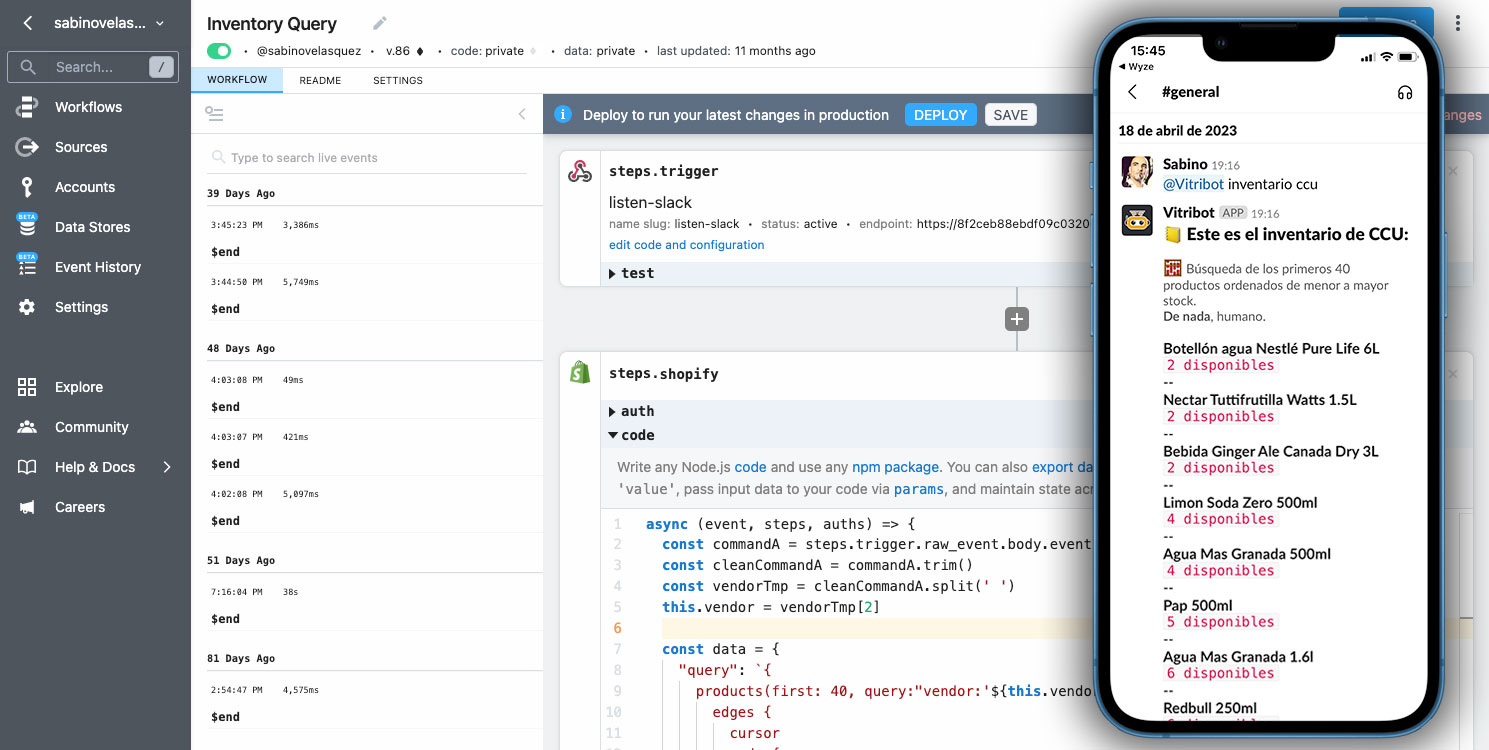 sabinovelas...
Search...
/
Workflows
Sources
Accounts
BETA
Data Stores
BETA
Event History
Settings
Explore
Community
Help & Docs
Careers
Inventory Query
• @sabinovelasquez • v.86 • code: private • data: private • last updated: 11 months ago
WORKFLOW README SETTINGS
Type to search live events
39 Days Ago
3:45:23 PM 3,386ms
$end
3:44:50 PM 5,749ms
$end
48 Days Ago
4:03:08 PM 49ms
$end
4:03:07 PM 421ms
$end
4:02:08 PM 5,097ms
$end
51 Days Ago
7:16:04 PM 38s
$end
81 Days Ago
2:54:47 PM 4,575ms
$end
Deploy to run your latest changes in production DEPLOY SAVE
anges
steps.trigger
listen-slack
name slug: listen-slack • status: active • endpoint: https://8f2ceb88ebdf09c0320
edit code and configuration
test
steps.shopify
auth
code
Write any Node.js code and use any npm package. You can also export da
'value', pass input data to your code via params, and maintain state acr
1 async (event, steps, auths) => {
2 const commandA = steps.trigger.raw_event.body.event
3 const cleanCommandA = commandA.trim()
4 const vendorTmp = cleanCommandA.split(' ')
5 this.vendor = vendorTmp[2]
6
7 const data = {
8 "query": `{
9 products(first: 40, query:"vendor:'${this.vendo
10 edges {
11 cursor
12
15:45
Wyze
#general
18 de abril de 2023
Sabino 19:16
@Vitribot inventario ccu
Vitribot APP 19:16
Este es el inventario de CCU:
Búsqueda de los primeros 40
productos ordenados de menor a mayor
stock.
De nada, humano.
Botellón agua Nestlé Pure Life 6L
2 disponibles
--
Nectar Tuttifrutilla Watts 1.5L
2 disponibles
--
Bebida Ginger Ale Canada Dry 3L
2 disponibles
--
Limon Soda Zero 500ml
4 disponibles
--
Agua Mas Granada 500ml
4 disponibles
--
Pap 500ml
5 disponibles
--
Agua Mas Granada 1.6l
6 disponibles
--
Redbull 250ml